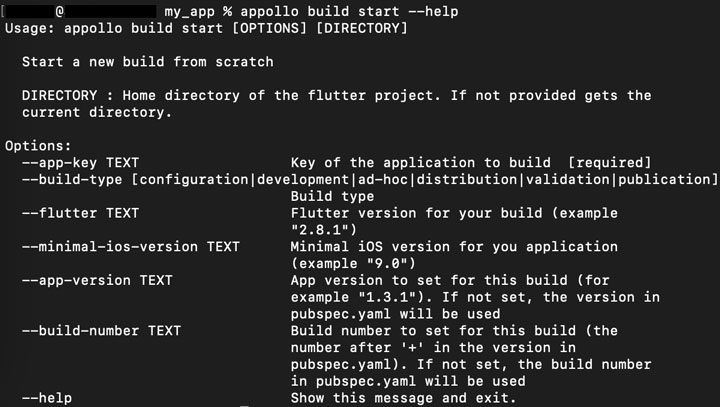 [@ my_app % appollo build start --help
Usage: appollo build start [OPTIONS] [DIRECTORY]
Start a new build from scratch
DIRECTORY : Home directory of the flutter project. If not provided gets the
current directory.
Options:
--app-key TEXT Key of the application to build [required]
--build-type [configuration|development|ad-hoc|distribution|validation|publication]
Build type
--flutter TEXT Flutter version for your build (example
"2.8.1")
--minimal-ios-version TEXT Minimal iOS version for you application
(example "9.0")
--app-version TEXT App version to set for this build (for
example "1.3.1"). If not set, the version in
pubspec.yaml will be used
--build-number TEXT Build number to set for this build (the
number after '+' in the version in
pubspec.yaml). If not set, the build number
in pubspec.yaml will be used
--help Show this message and exit.